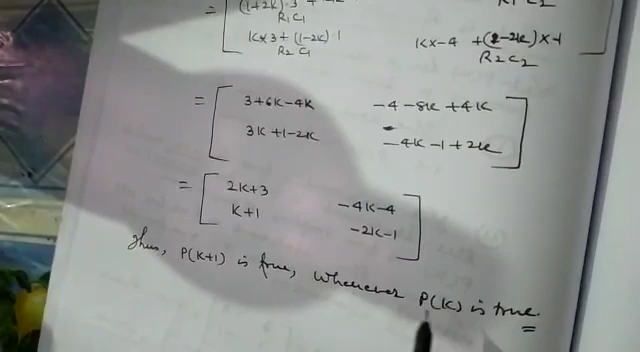 = (1+2K)·3
R1C1
R1C2
K×3 + (1-2K)·1
R2C1
K×-4 + (1-2K)×-1
R2C2
= [ 3+6K-4K -4-8K+4K
3K+1-2K -4K-1+2K ]
= [ 2K+3 -4K-4
K+1 -2K-1 ]
Thus, P(K+1) is true, whenever P(K) is true.